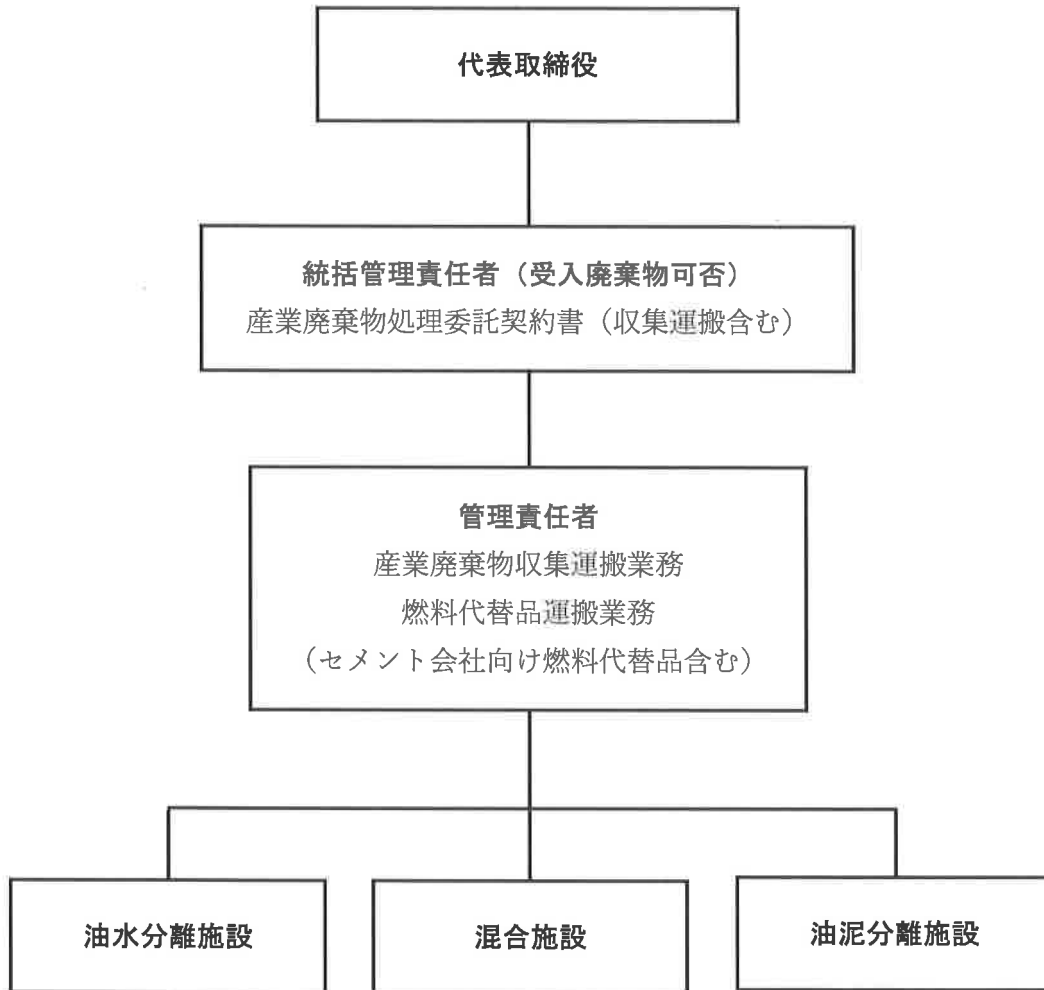 代表取締役
統括管理責任者（受入廃棄物可否）
産業廃棄物処理委託契約書（収集運搬含む）
管理責任者
産業廃棄物収集運搬業務
燃料代替品運搬業務
（セメント会社向け燃料代替品含む）
油水分離施設
混合施設
油泥分離施設